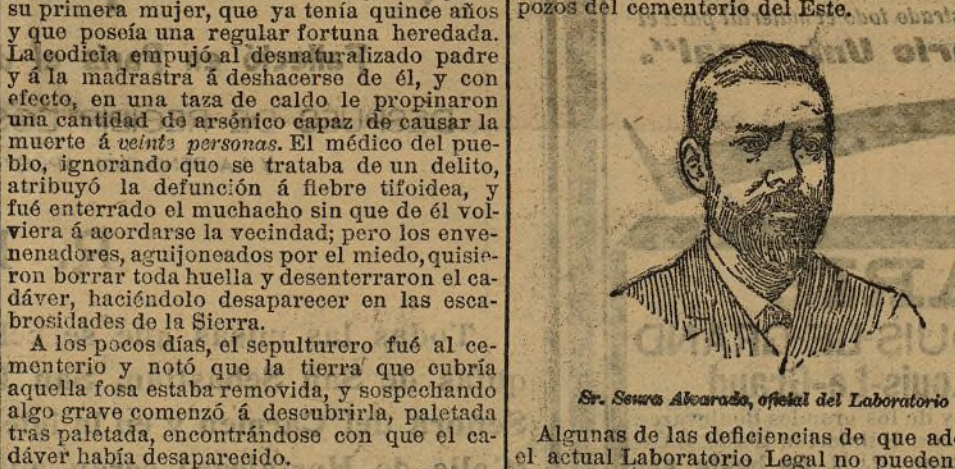 su primera mujer, que ya tenía quince años
y que poseía una regular fortuna heredada.
La codicia empujó al desnaturalizado padre
y á la madrastra á deshacerse de él, y con
efecto, en una taza de caldo le propinaron
una cantidad de arsénico capaz de causar la
muerte á veinte personas. El médico del pue-
blo, ignorando que se trataba de un delito,
atribuyó la defunción á fiebre tifoidea, y
fué enterrado el muchacho sin que de él vol-
viera á acordarse la vecindad; pero los enve-
nenadores, aguijoneados por el miedo, quisie-
ron borrar toda huella y desenterraron el ca-
dáver, haciéndolo desaparecer en las esca-
brosidades de la Sierra.
A los pocos días, el sepulturero fué al ce-
menterio y notó que la tierra que cubría
aquella fosa estaba removida, y sospechando
algo grave comenzó á descubrirla, paletada
tras paletada, encontrándose con que el ca-
dáver había desaparecido.
pozos del cementerio del Este.
Sr. Alvarado, oficial del Laboratorio
Algunas de las deficiencias de que ade
el actual Laboratorio Legal no pueden